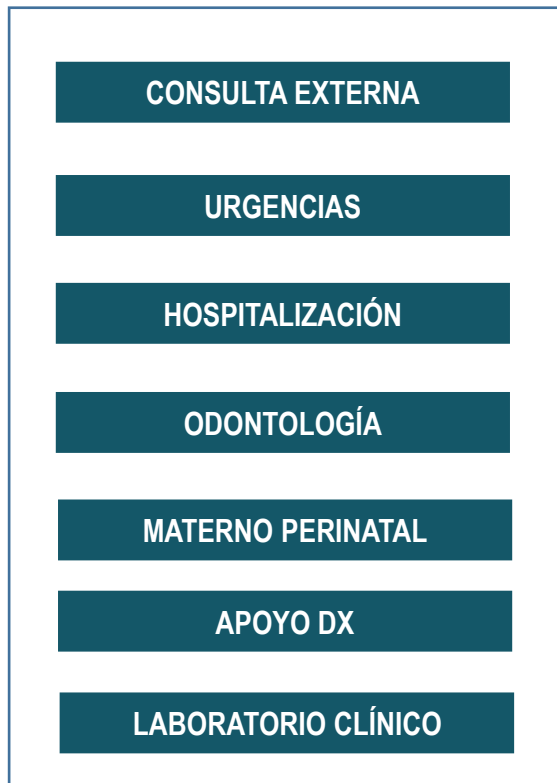 CONSULTA EXTERNA
URGENCIAS
HOSPITALIZACIÓN
ODONTOLOGÍA
MATERNO PERINATAL
APOYO DX
LABORATORIO CLÍNICO